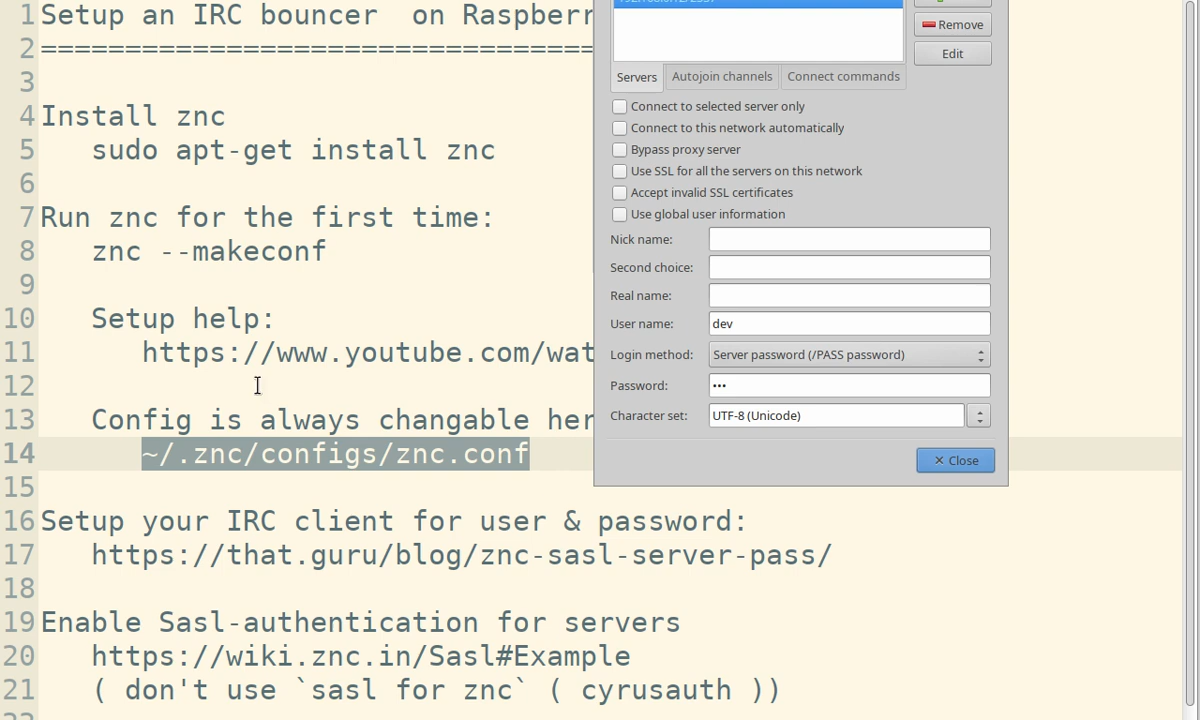 1 Setup an IRC bouncer  on Raspberr
2 =================================
3
4 Install znc
5 sudo apt-get install znc
6
7 Run znc for the first time:
8 znc --makeconf
9
10 Setup help:
11 https://www.youtube.com/wat
12
13 Config is always changable her
14 ~/.znc/configs/znc.conf
15
16 Setup your IRC client for user & password:
17 https://that.guru/blog/znc-sasl-server-pass/
18
19 Enable Sasl-authentication for servers
20 https://wiki.znc.in/Sasl#Example
21 ( don't use `sasl for znc` ( cyrusauth ))
Remove
Edit
Servers Autojoin channels Connect commands
Connect to selected server only
Connect to this network automatically
Bypass proxy server
Use SSL for all the servers on this network
Accept invalid SSL certificates
Use global user information
Nick name:
Second choice:
Real name:
User name: dev
Login method: Server password (/PASS password)
Password: •••
Character set: UTF-8 (Unicode)
Close